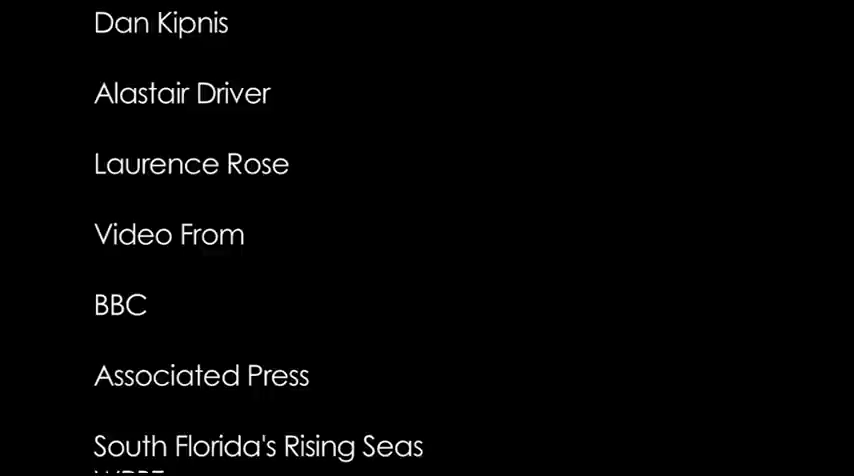 Dan Kipnis
Alastair Driver
Laurence Rose
Video From
BBC
Associated Press
South Florida's Rising Seas